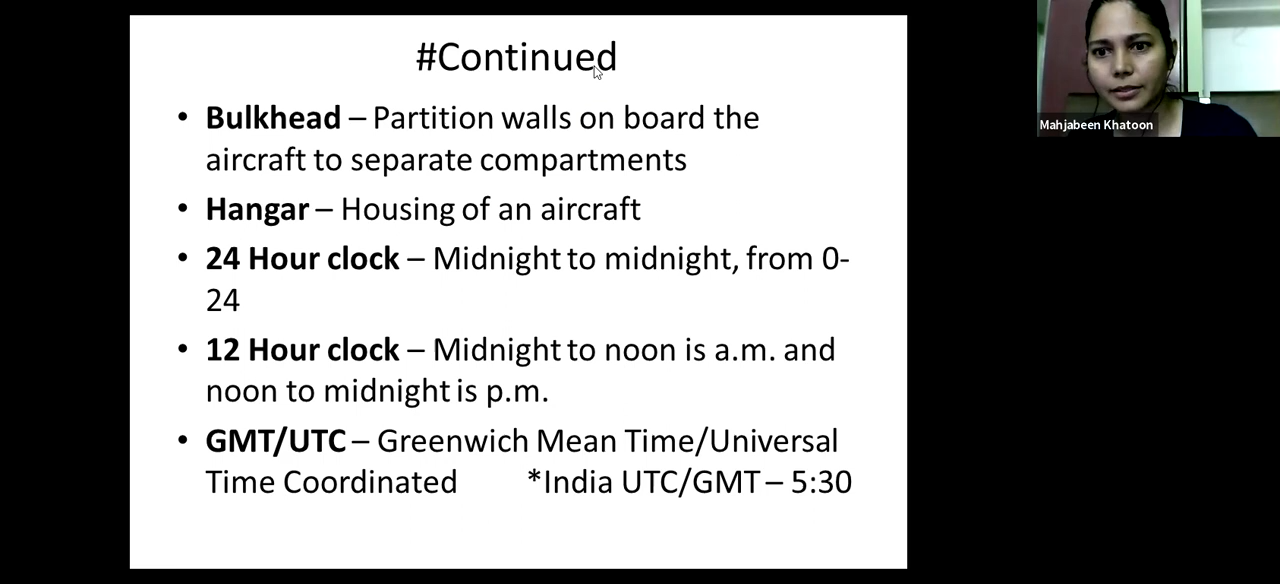 #Continued
• Bulkhead – Partition walls on board the
aircraft to separate compartments
• Hangar – Housing of an aircraft
• 24 Hour clock – Midnight to midnight, from 0-
24
• 12 Hour clock – Midnight to noon is a.m. and
noon to midnight is p.m.
• GMT/UTC – Greenwich Mean Time/Universal
Time Coordinated *India UTC/GMT – 5:30
Mahjabeen Khatoon